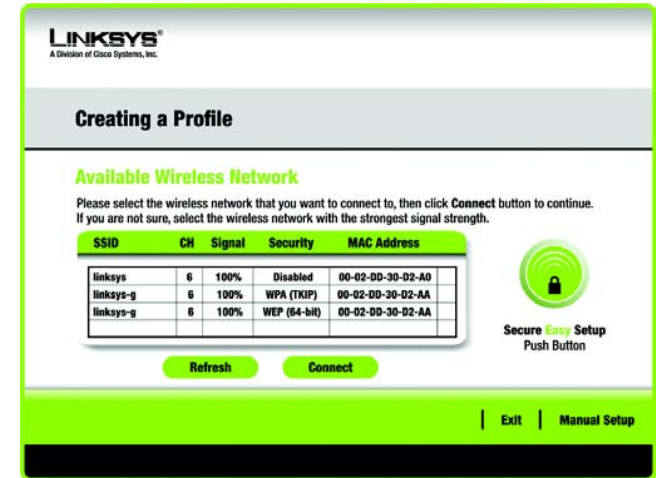 LINKSYS®
A Division of Cisco Systems, Inc.
Creating a Profile
Available Wireless Network
Please select the wireless network that you want to connect to, then click Connect button to continue.
If you are not sure, select the wireless network with the strongest signal strength.
SSID CH Signal Security MAC Address
linksys 6 100% Disabled 00-02-DD-30-D2-A0
linksys-g 6 100% WPA (TKIP) 00-02-DD-30-D2-AA
linksys-g 6 100% WEP (64-bit) 00-02-DD-30-D2-AA
Secure Easy Setup
Push Button
Refresh Connect
Exit Manual Setup